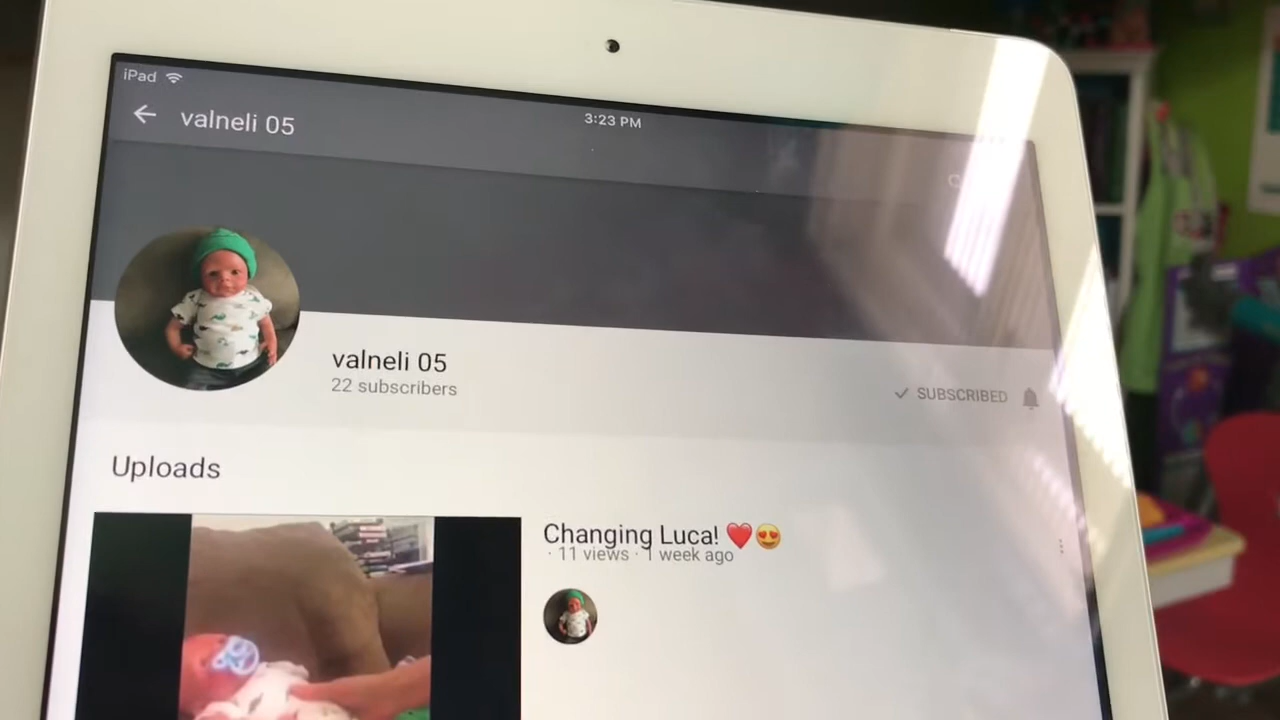 iPad
3:23 PM
valneli 05
valneli 05
22 subscribers
SUBSCRIBED
Uploads
Changing Luca! ❤️😍
· 11 views · 1 week ago